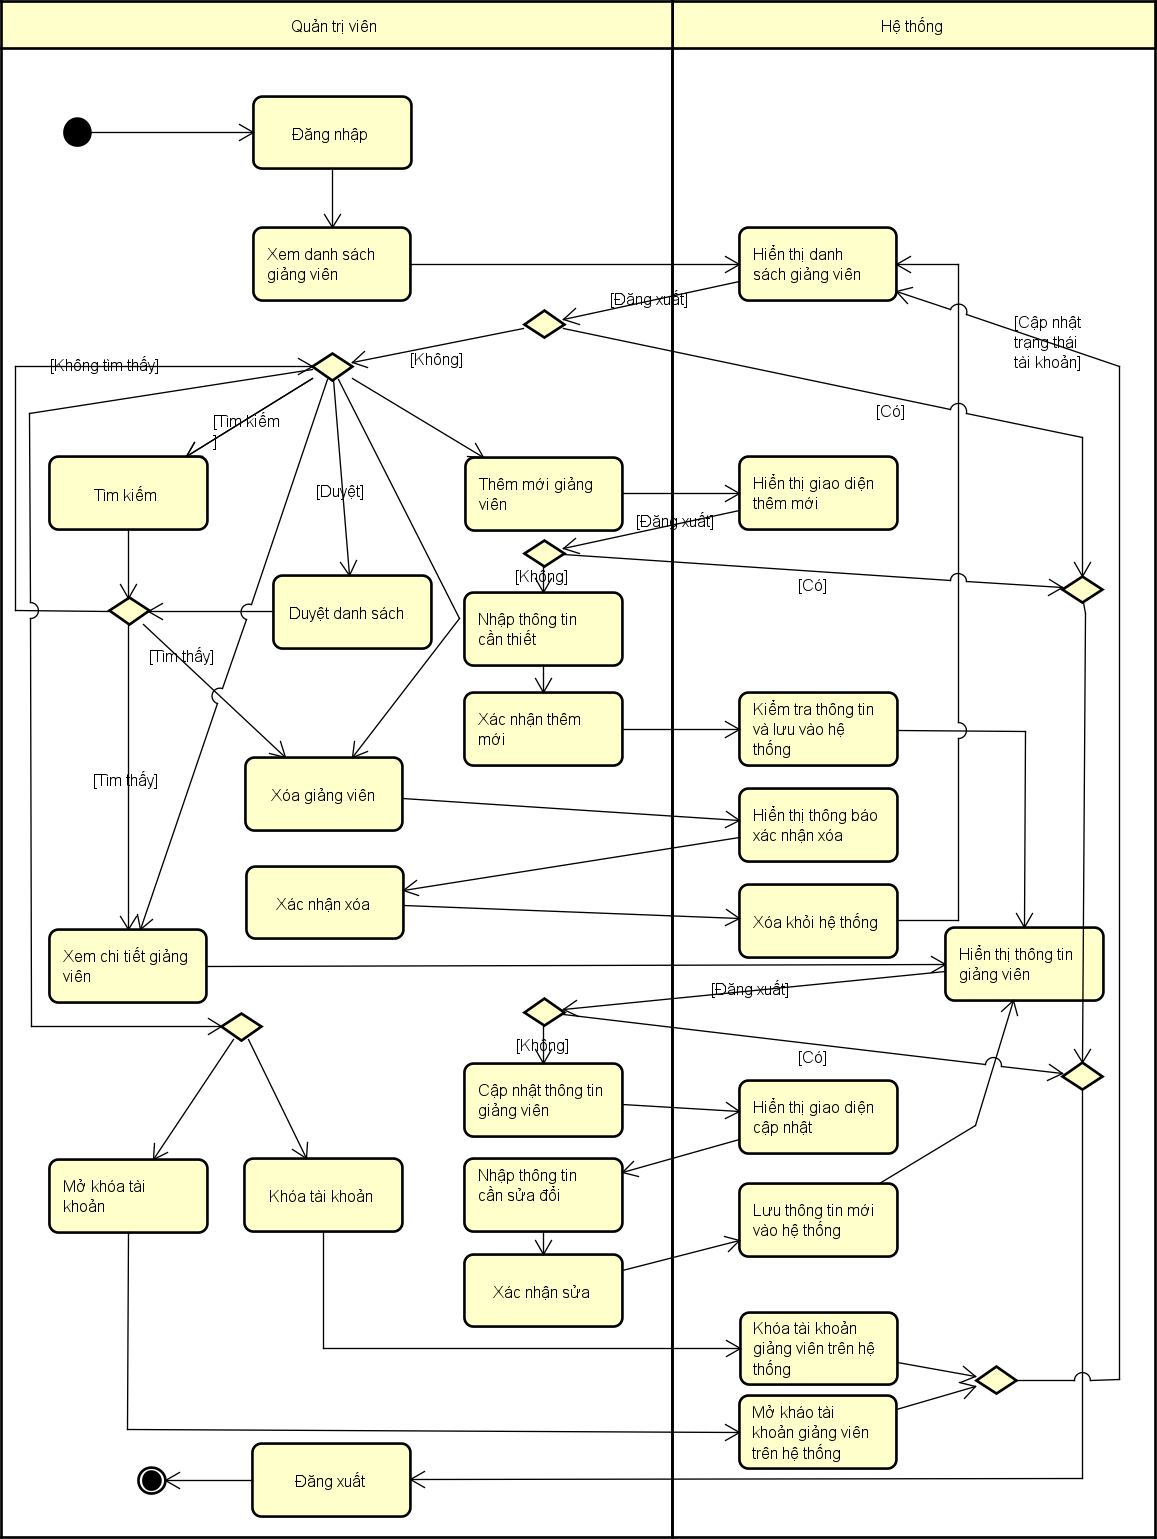 Quản trị viên
Hệ thống
Đăng nhập
Xem danh sách
giảng viên
Hiển thị danh
sách giảng viên
[Đăng xuất]
[Cập nhật
trạng thái
tài khoản]
[Không tìm thấy]
[Không]
[Có]
[Tìm kiếm
]
Tìm kiếm
[Duyệt]
Thêm mới giảng
viên
Hiển thị giao diện
thêm mới
[Đăng xuất]
[Không]
[Có]
Duyệt danh sách
Nhập thông tin
cần thiết
[Tìm thấy]
Xác nhận thêm
mới
Kiểm tra thông tin
và lưu vào hệ
thống
[Tìm thấy]
Xóa giảng viên
Hiển thị thông báo
xác nhận xóa
Xác nhận xóa
Xóa khỏi hệ thống
Xem chi tiết giảng
viên
Hiển thị thông tin
giảng viên
[Đăng xuất]
[Không]
[Có]
Cập nhật thông tin
giảng viên
Hiển thị giao diện
cập nhật
Mở khóa tài
khoản
Khóa tài khoản
Nhập thông tin
cần sửa đổi
Lưu thông tin mới
vào hệ thống
Xác nhận sửa
Khóa tài khoản
giảng viên trên hệ
thống
Mở kháo tài
khoản giảng viên
trên hệ thống
Đăng xuất